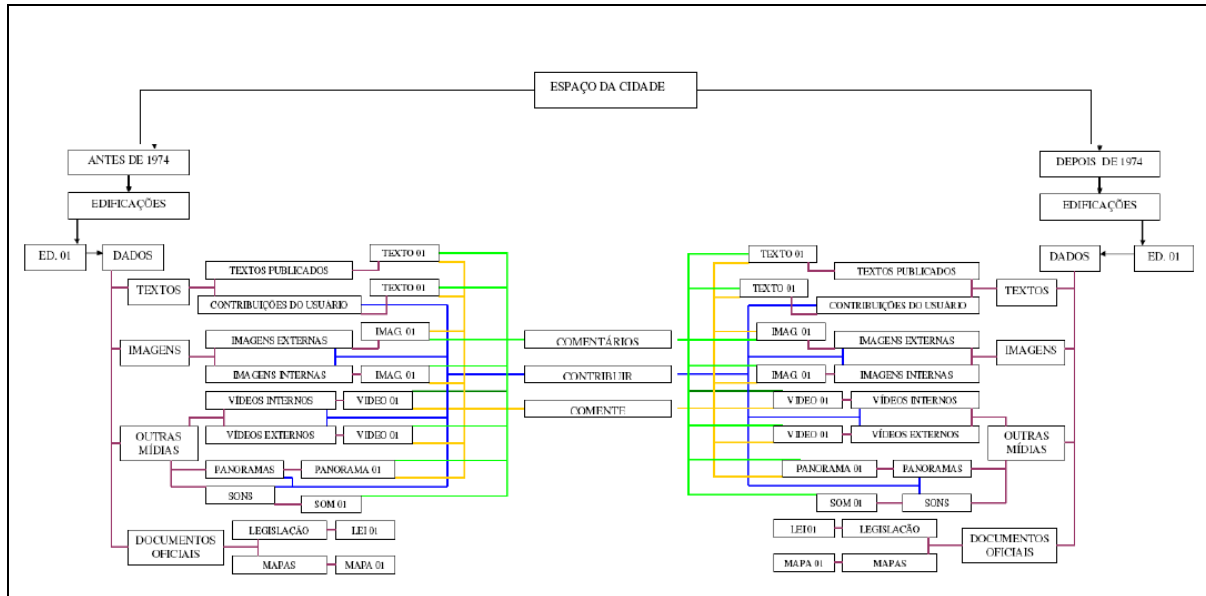 ESPAÇO DA CIDADE
ANTES DE 1974
EDIFICAÇÕES
ED. 01
DADOS
TEXTOS
TEXTOS PUBLICADOS
TEXTO 01
CONTRIBUIÇÕES DO USUARIO
TEXTO 01
IMAGENS
IMAGENS EXTERNAS
IMAG. 01
IMAGENS INTERNAS
IMAG. 01
OUTRAS
MÍDIAS
VÍDEOS INTERNOS
VIDEO 01
VÍDEOS EXTERNOS
VIDEO 01
PANORAMAS
PANORAMA 01
SONS
SOM 01
DOCUMENTOS
OFICIAIS
LEGISLAÇÃO
LEI 01
MAPAS
MAPA 01
COMENTÁRIOS
CONTRIBUIR
COMENTE
DEPOIS DE 1974
EDIFICAÇÕES
DADOS
ED. 01
TEXTO 01
TEXTOS PUBLICADOS
TEXTOS
TEXTO 01
CONTRIBUIÇÕES DO USUÁRIO
IMAG. 01
IMAGENS EXTERNAS
IMAGENS
IMAG. 01
IMAGENS INTERNAS
VIDEO 01
VÍDEOS INTERNOS
OUTRAS
MÍDIAS
VIDEO 01
VÍDEOS EXTERNOS
PANORAMA 01
PANORAMAS
SOM 01
SONS
LEI 01
LEGISLAÇÃO
DOCUMENTOS
OFICIAIS
MAPA 01
MAPAS